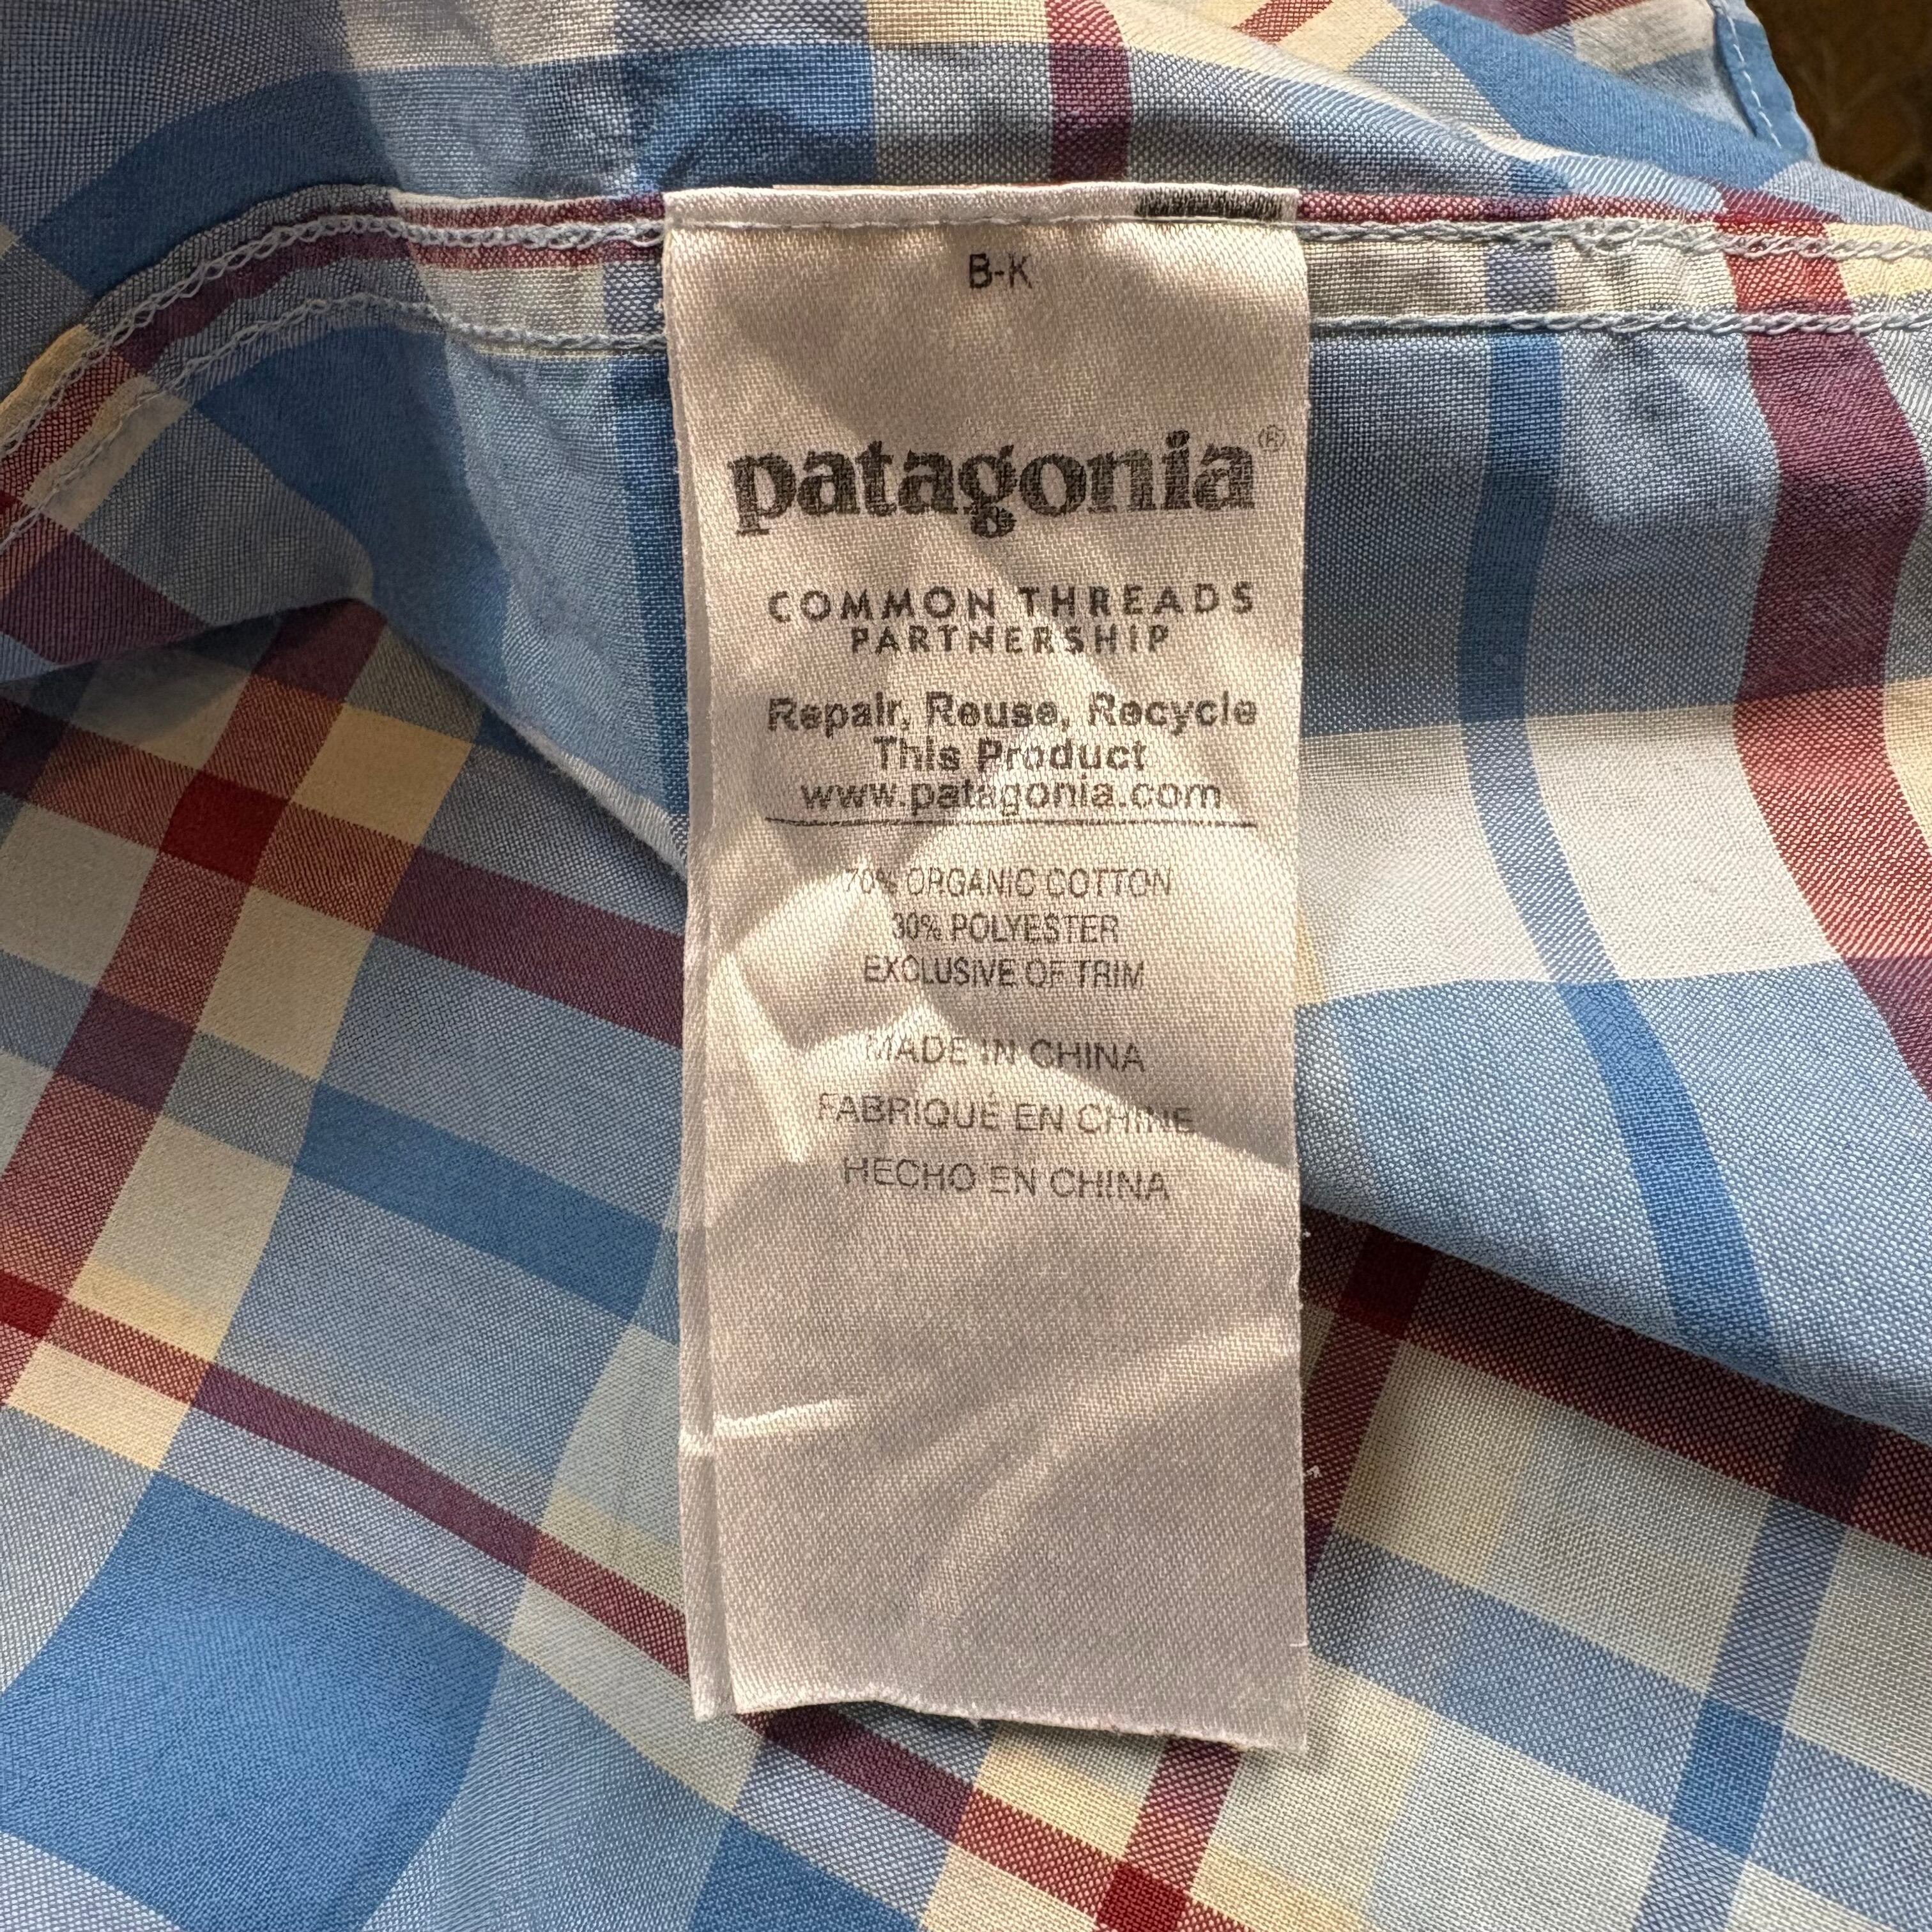 B-K
patagonia®
COMMON THREADS
PARTNERSHIP
Repair, Reuse, Recycle
This Product
www.patagonia.com
70% ORGANIC COTTON
30% POLYESTER
EXCLUSIVE OF TRIM
MADE IN CHINA
FABRIQUÉ EN CHINE
HECHO EN CHINA